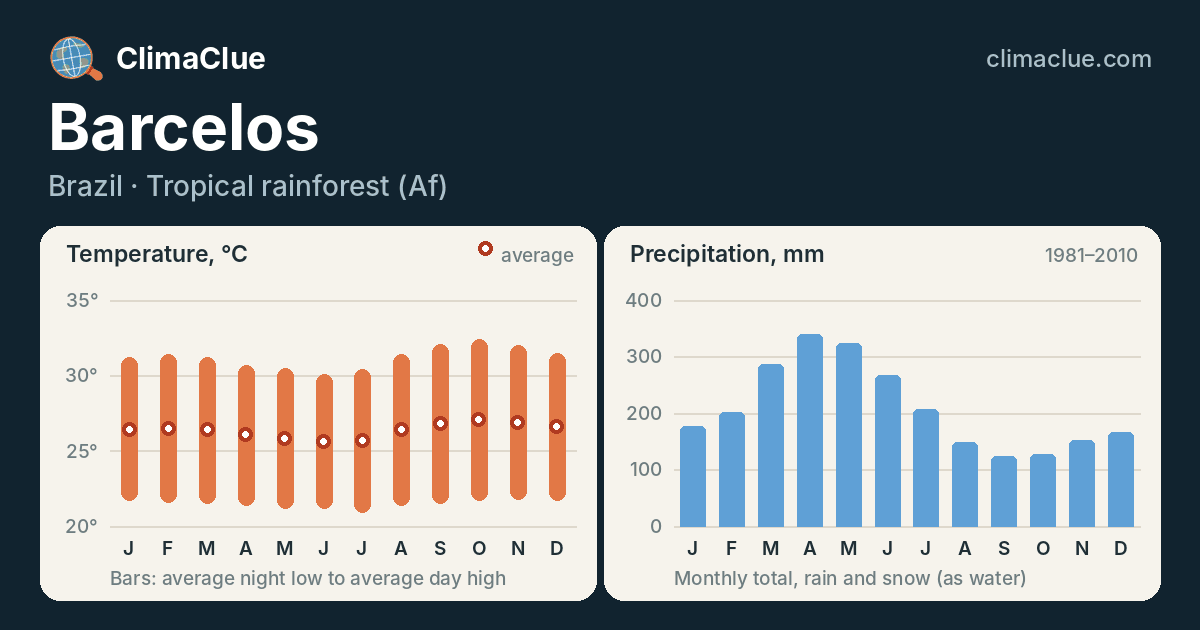 ClimaClue
climaclue.com
Barcelos
Brazil · Tropical rainforest (Af)
Temperature, °C
average
35°
30°
25°
20°
J F M A M J J A S O N D
Bars: average night low to average day high
Precipitation, mm
1981–2010
400
300
200
100
0
J F M A M J J A S O N D
Monthly total, rain and snow (as water)